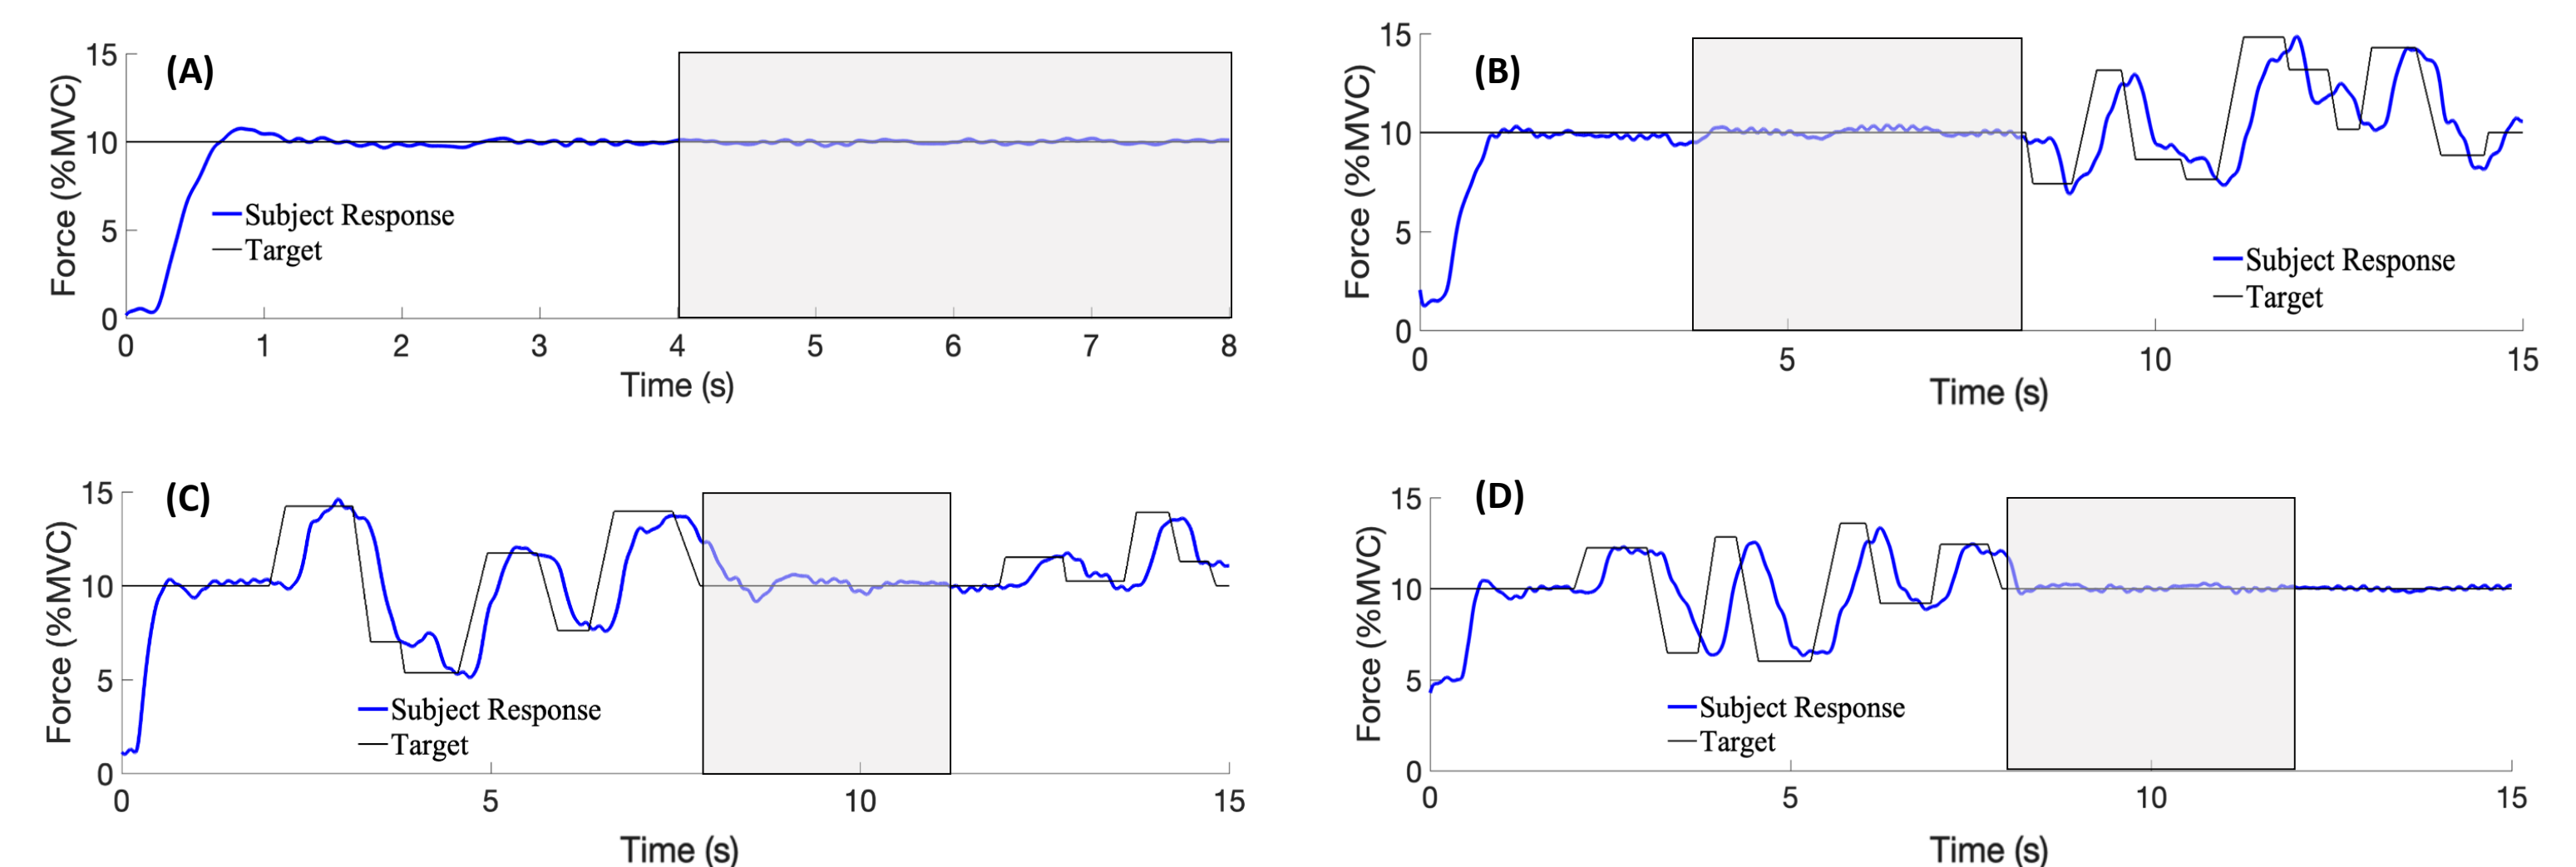 (A)
Force (%MVC)
15
10
5
0
Subject Response
Target
0 1 2 3 4 5 6 7 8
Time (s)
(B)
Force (%MVC)
15
10
5
0
Subject Response
Target
0 5 10 15
Time (s)
(C)
Force (%MVC)
15
10
5
0
Subject Response
Target
0 5 10 15
Time (s)
(D)
Force (%MVC)
15
10
5
0
Subject Response
Target
0 5 10 15
Time (s)